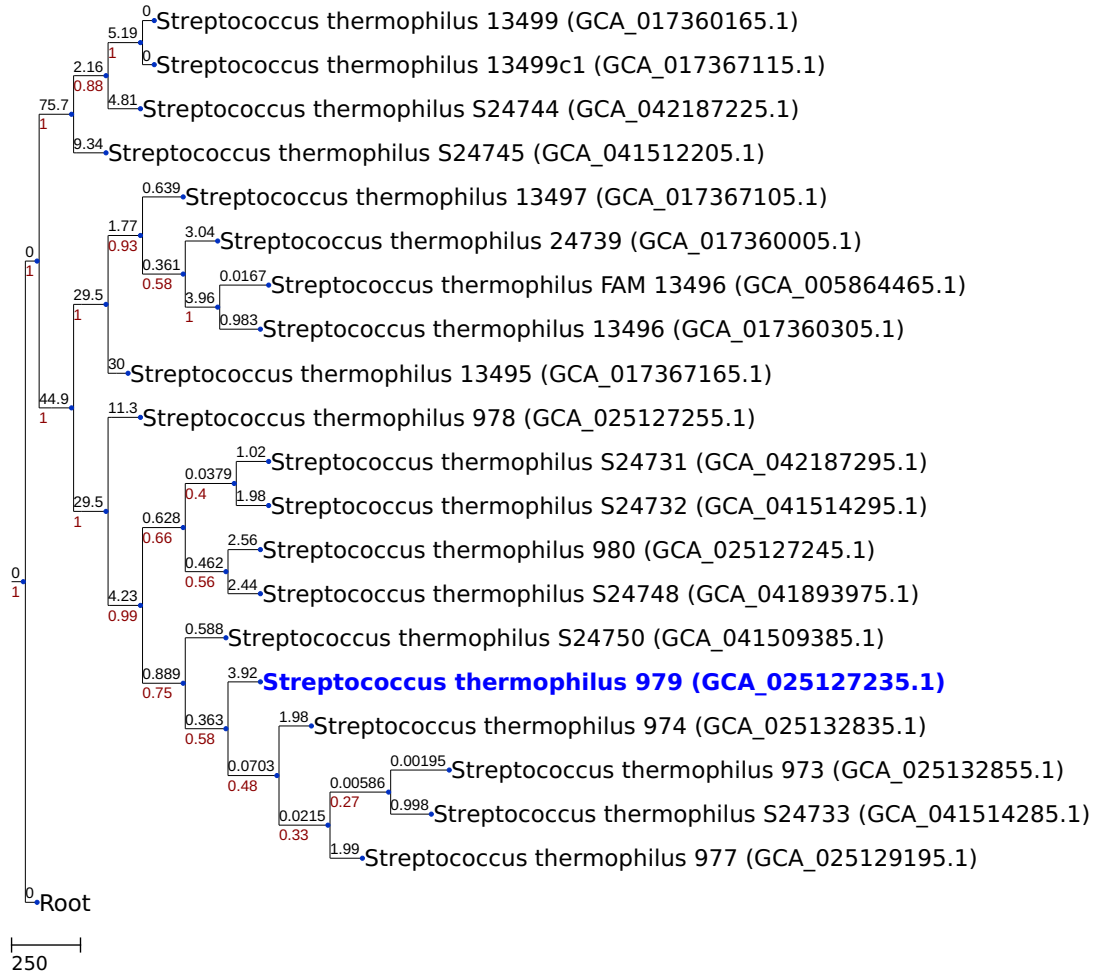 0
Streptococcus thermophilus 13499 (GCA_017360165.1)
5.19
1
0
Streptococcus thermophilus 13499c1 (GCA_017367115.1)
2.16
0.88
4.81
Streptococcus thermophilus S24744 (GCA_042187225.1)
75.7
1
9.34
Streptococcus thermophilus S24745 (GCA_041512205.1)
0.639
Streptococcus thermophilus 13497 (GCA_017367105.1)
1.77
0.93
3.04
Streptococcus thermophilus 24739 (GCA_017360005.1)
0
1
0.361
0.58
0.0167
Streptococcus thermophilus FAM 13496 (GCA_005864465.1)
29.5
1
3.96
1
0.983
Streptococcus thermophilus 13496 (GCA_017360305.1)
30
Streptococcus thermophilus 13495 (GCA_017367165.1)
44.9
1
11.3
Streptococcus thermophilus 978 (GCA_025127255.1)
1.02
Streptococcus thermophilus S24731 (GCA_042187295.1)
0.0379
0.4
29.5
1
1.98
Streptococcus thermophilus S24732 (GCA_041514295.1)
0.628
0.66
2.56
Streptococcus thermophilus 980 (GCA_025127245.1)
0.462
0.56
0
1
2.44
Streptococcus thermophilus S24748 (GCA_041893975.1)
4.23
0.99
0.588
Streptococcus thermophilus S24750 (GCA_041509385.1)
0.889
0.75
3.92
Streptococcus thermophilus 979 (GCA_025127235.1)
0.363
0.58
1.98
Streptococcus thermophilus 974 (GCA_025132835.1)
0.0703
0.48
0.00195
Streptococcus thermophilus 973 (GCA_025132855.1)
0.00586
0.27
0.998
Streptococcus thermophilus S24733 (GCA_041514285.1)
0.0215
0.33
1.99
Streptococcus thermophilus 977 (GCA_025129195.1)
0
Root
250